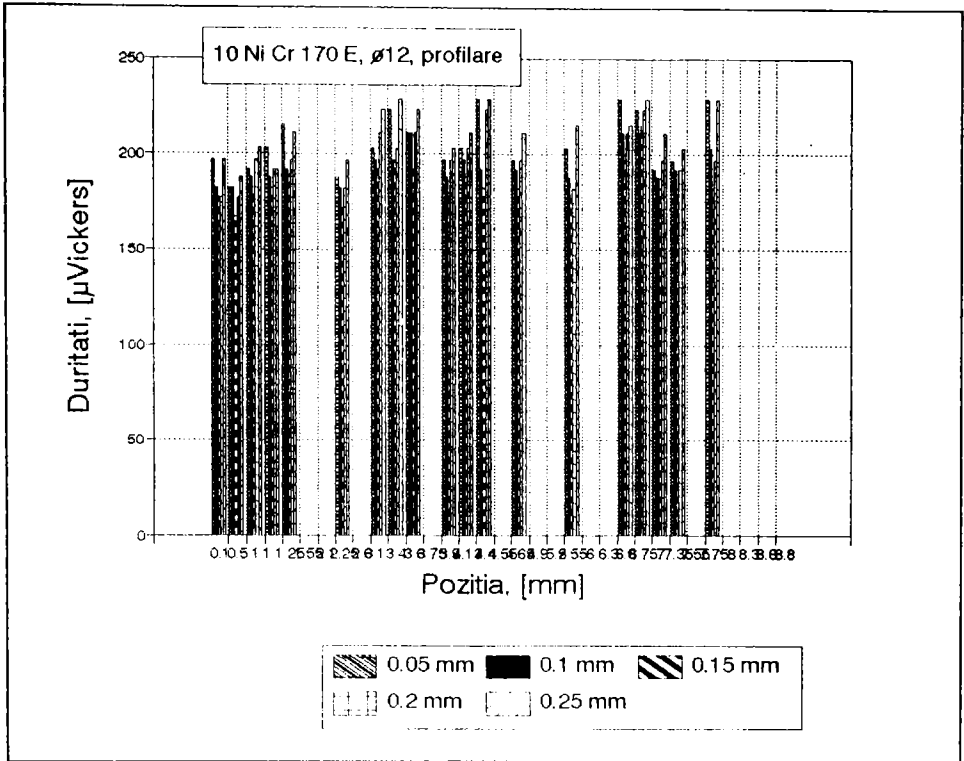 10 Ni Cr 170 E, ø12, profilare
250
200
150
100
50
0
Duritati, [µVickers]
Pozitia, [mm]
0.05 mm 0.1 mm 0.15 mm
0.2 mm 0.25 mm